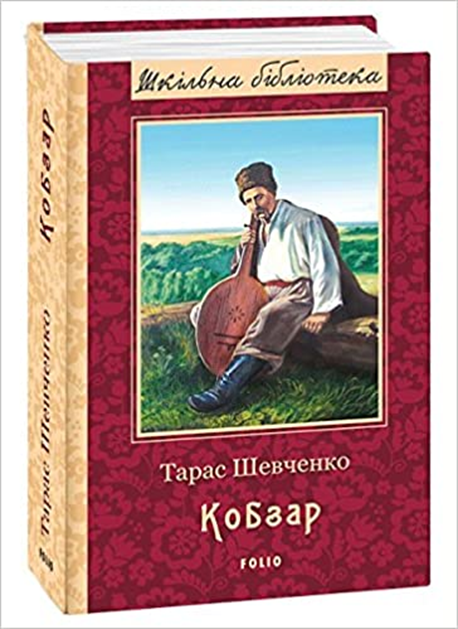 Шкільна бібліотека
Тарас Шевченко
Кобзар
FOLIO
Кобзар
Тарас Шевченко
FOLIO